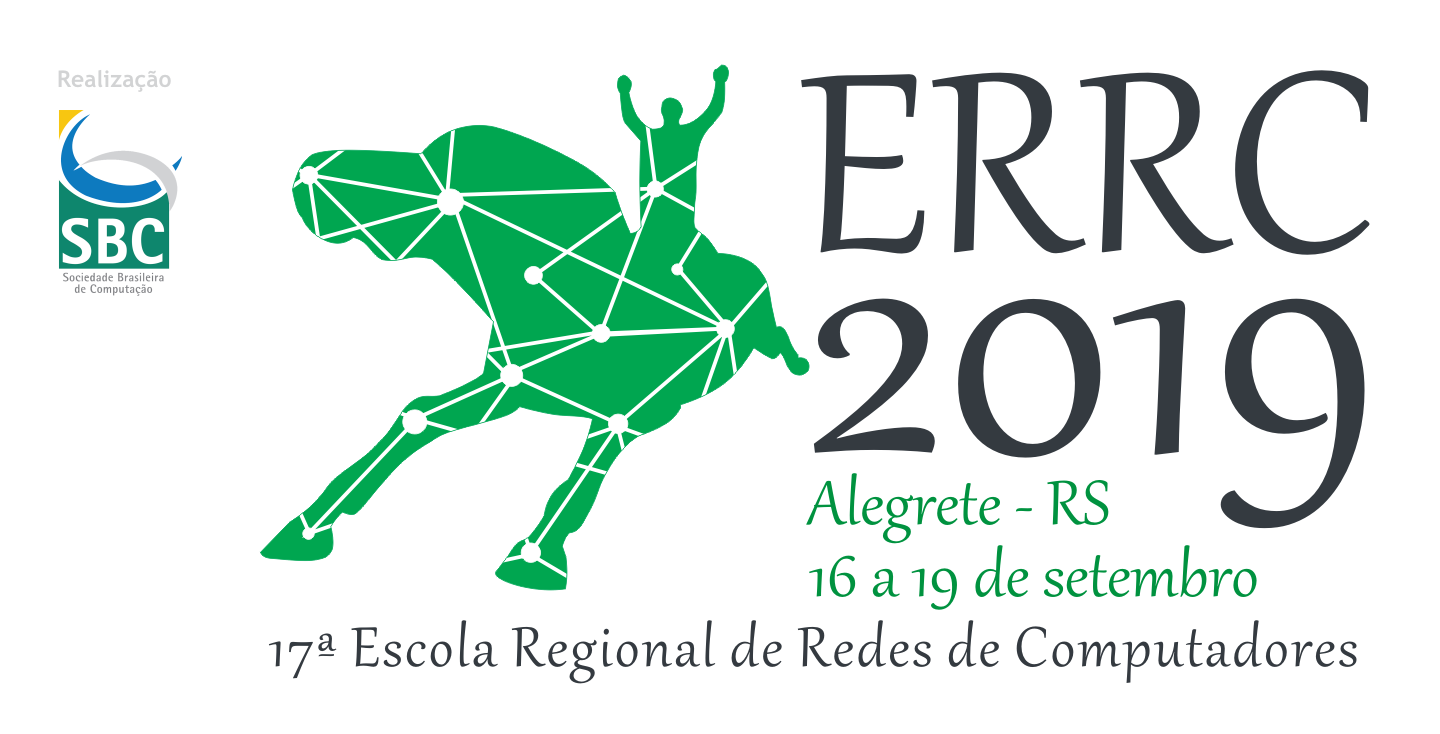 Realização
SBC
Sociedade Brasileira
de Computação
ERRC
2019
Alegrete - RS
16 a 19 de setembro
17ª Escola Regional de Redes de Computadores